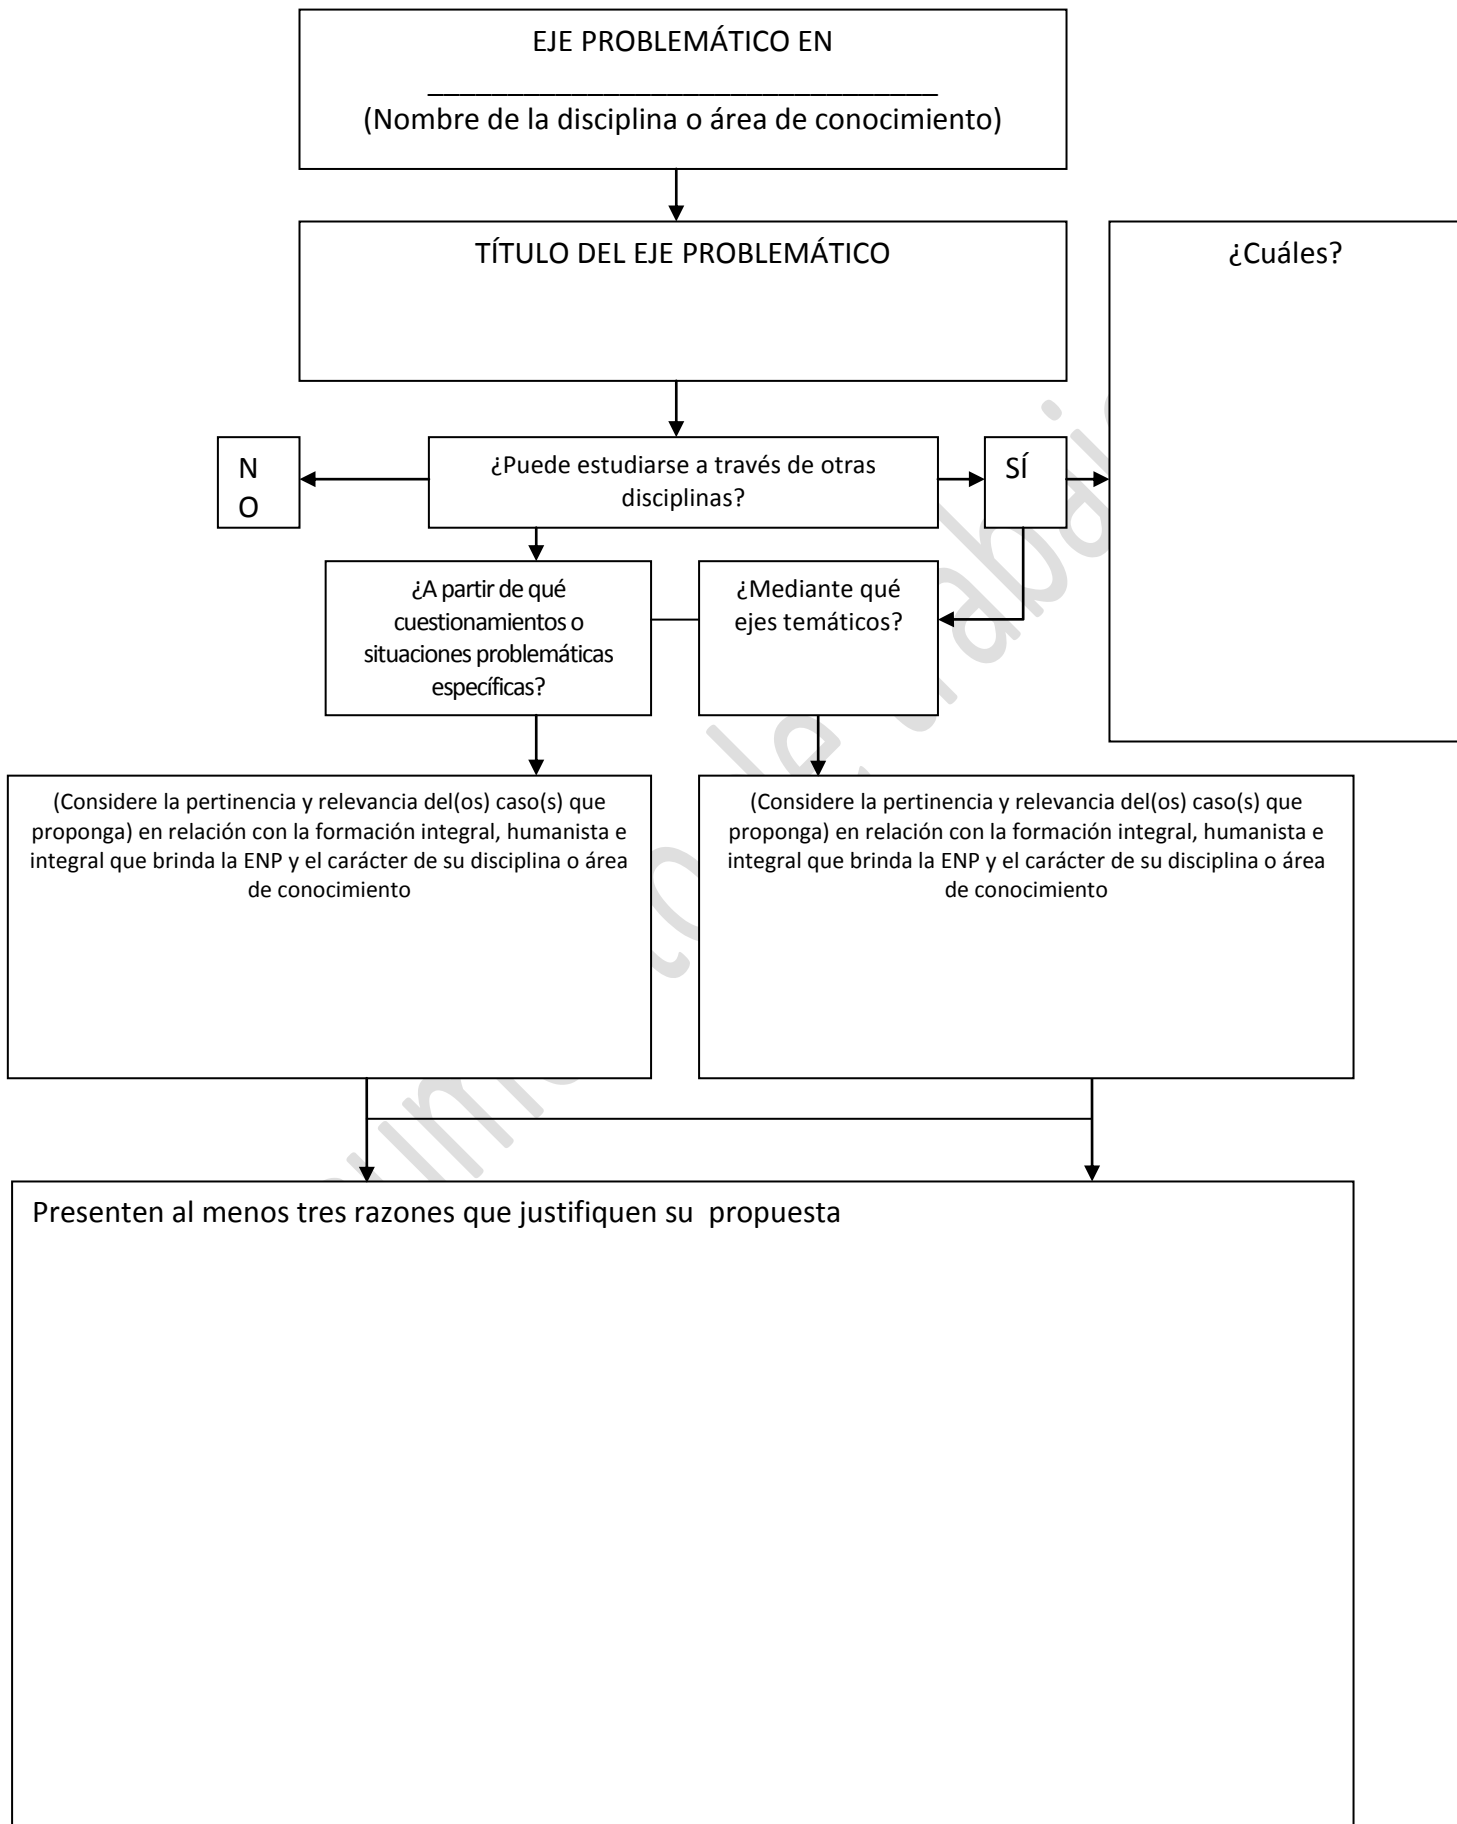 EJE PROBLEMÁTICO EN
__________________________________
(Nombre de la disciplina o área de conocimiento)
TÍTULO DEL EJE PROBLEMÁTICO
¿Cuáles?
N
O
¿Puede estudiarse a través de otras
disciplinas?
SÍ
¿A partir de qué
cuestionamientos o
situaciones problemáticas
específicas?
¿Mediante qué
ejes temáticos?
(Considere la pertinencia y relevancia del(os) caso(s) que
proponga) en relación con la formación integral, humanista e
integral que brinda la ENP y el carácter de su disciplina o área
de conocimiento
(Considere la pertinencia y relevancia del(os) caso(s) que
proponga) en relación con la formación integral, humanista e
integral que brinda la ENP y el carácter de su disciplina o área
de conocimiento
Presenten al menos tres razones que justifiquen su  propuesta